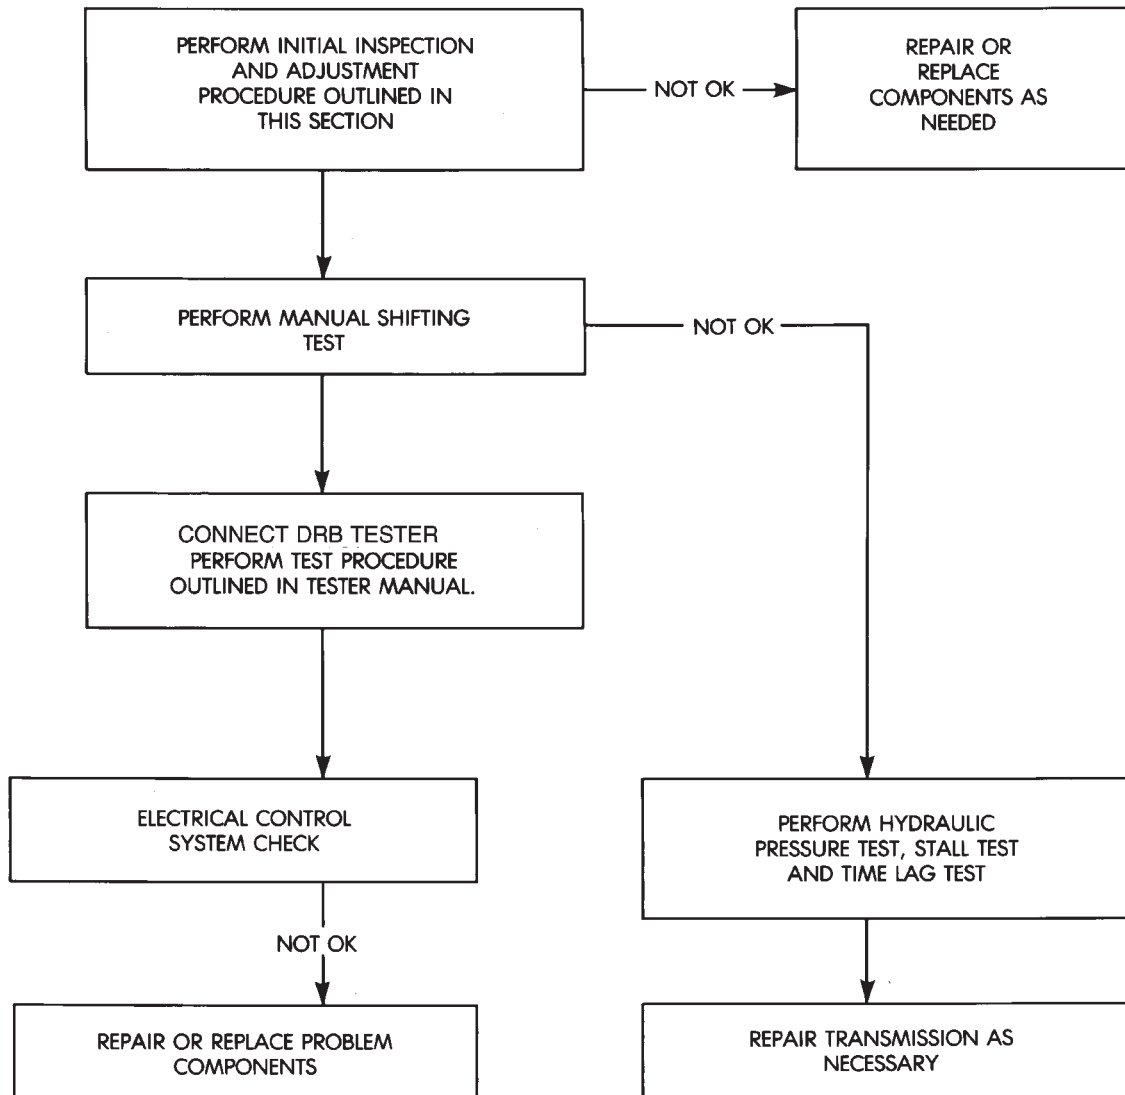 PERFORM INITIAL INSPECTION
AND ADJUSTMENT
PROCEDURE OUTLINED IN
THIS SECTION
NOT OK
REPAIR OR
REPLACE
COMPONENTS AS
NEEDED
PERFORM MANUAL SHIFTING
TEST
NOT OK
CONNECT DRB TESTER
PERFORM TEST PROCEDURE
OUTLINED IN TESTER MANUAL.
ELECTRICAL CONTROL
SYSTEM CHECK
PERFORM HYDRAULIC
PRESSURE TEST, STALL TEST
AND TIME LAG TEST
NOT OK
REPAIR OR REPLACE PROBLEM
COMPONENTS
REPAIR TRANSMISSION AS
NECESSARY